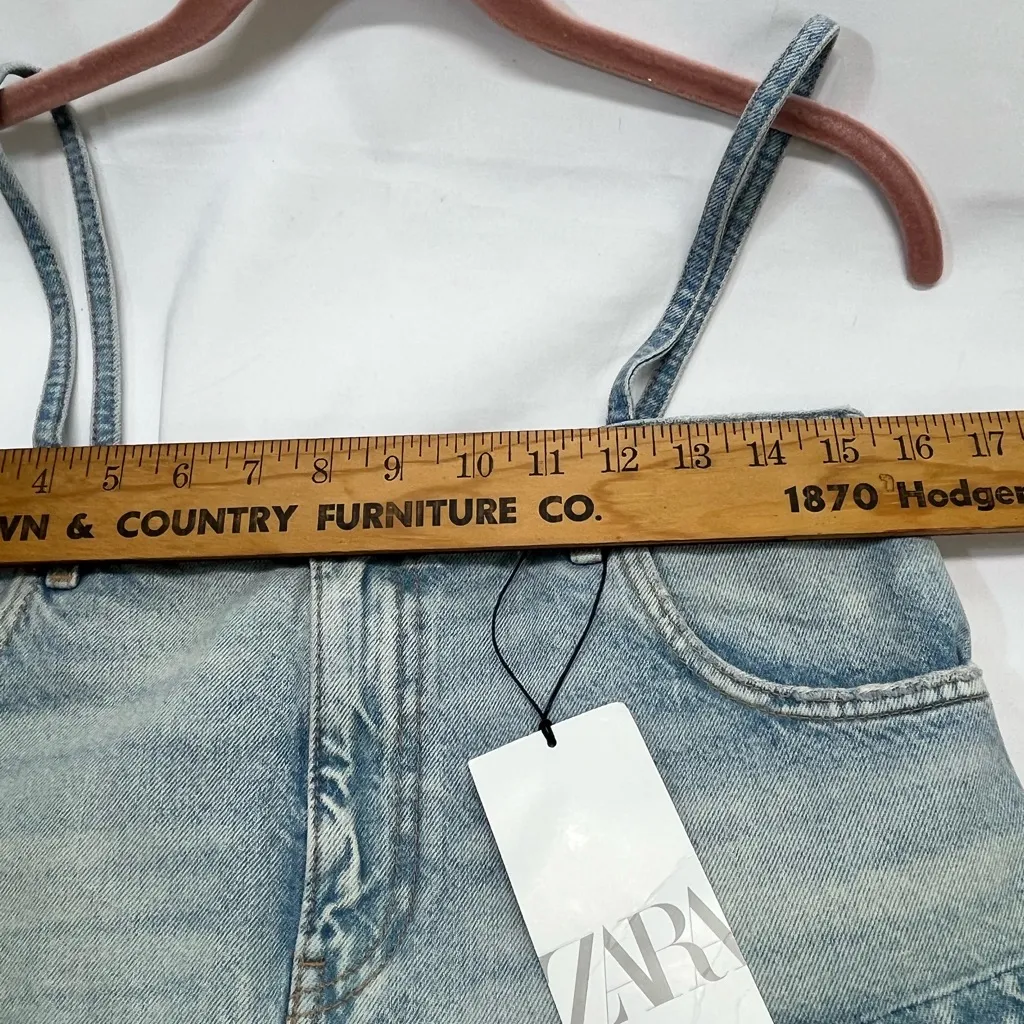 4 5 6 7 8 9 10 11 12 13 14 15 16 17
WN & COUNTRY FURNITURE CO. 1870 Hodgen
ZARA